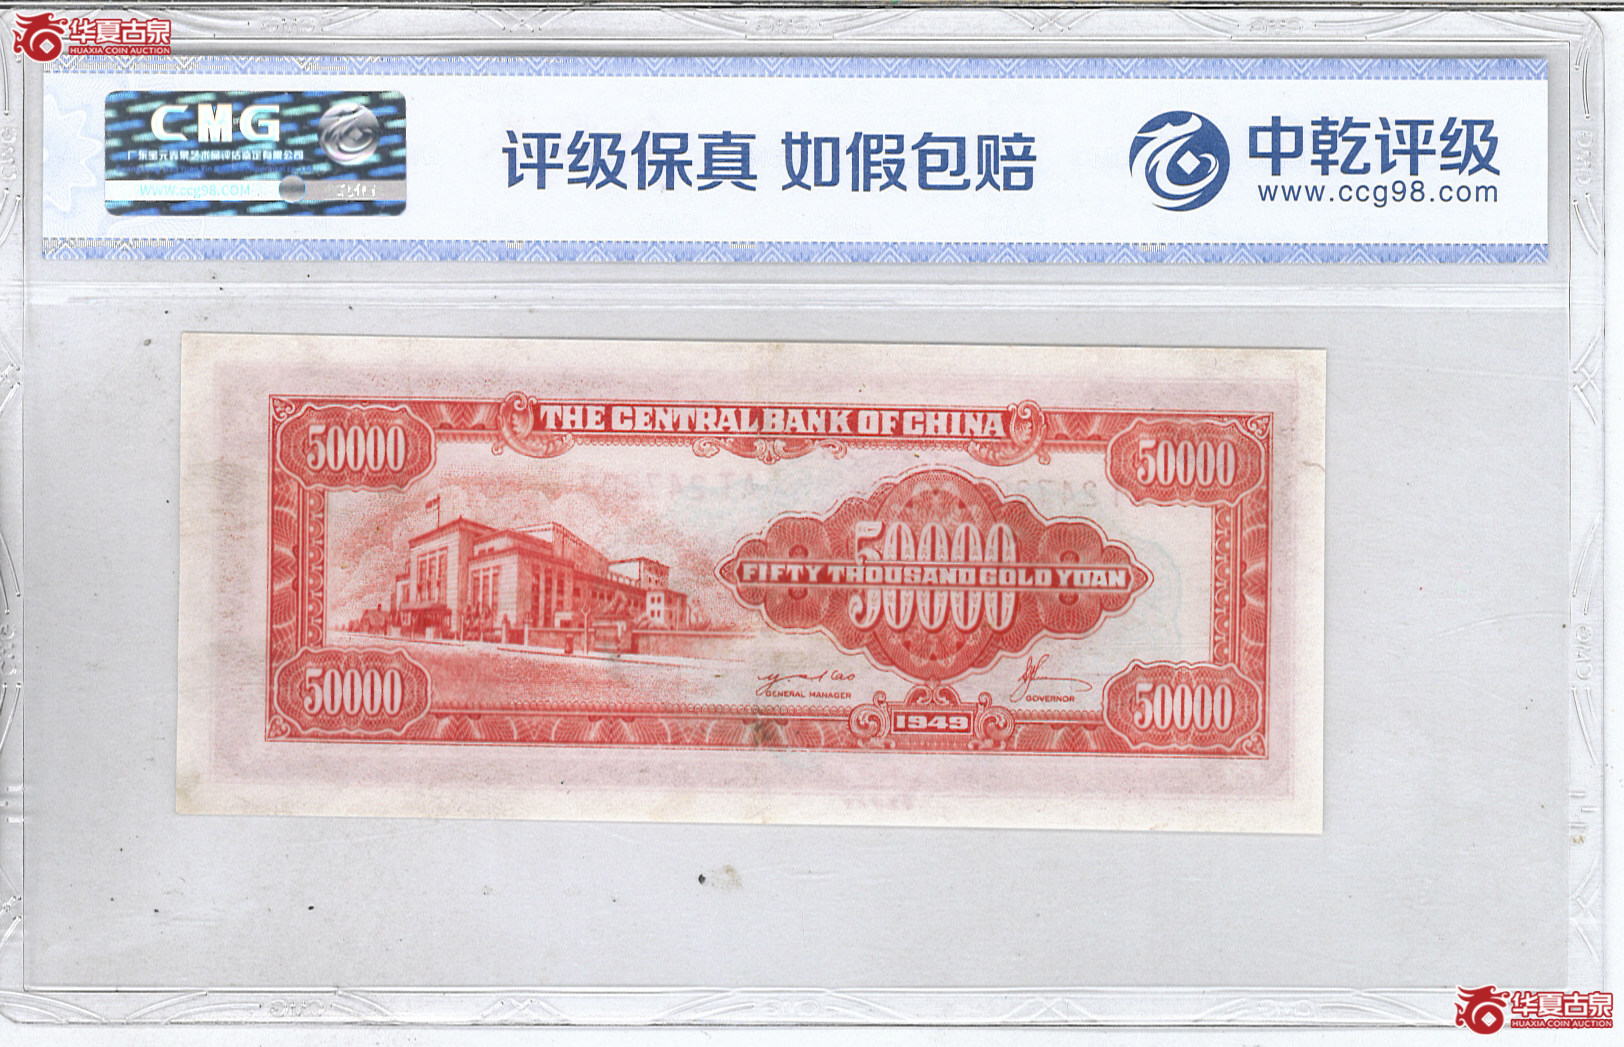 华夏古泉
HUAXIA COIN AUCTION
CMG
WWW.ccg98.COM
评级保真 如假包赔
中乾评级
www.ccg98.com
THE CENTRAL BANK OF CHINA
50000
50000
50000
FIFTY THOUSAND GOLD YUAN
50000
50000
50000
GENERAL MANAGER
GOVERNOR
1949
华夏古泉
HUAXIA COIN AUCTION